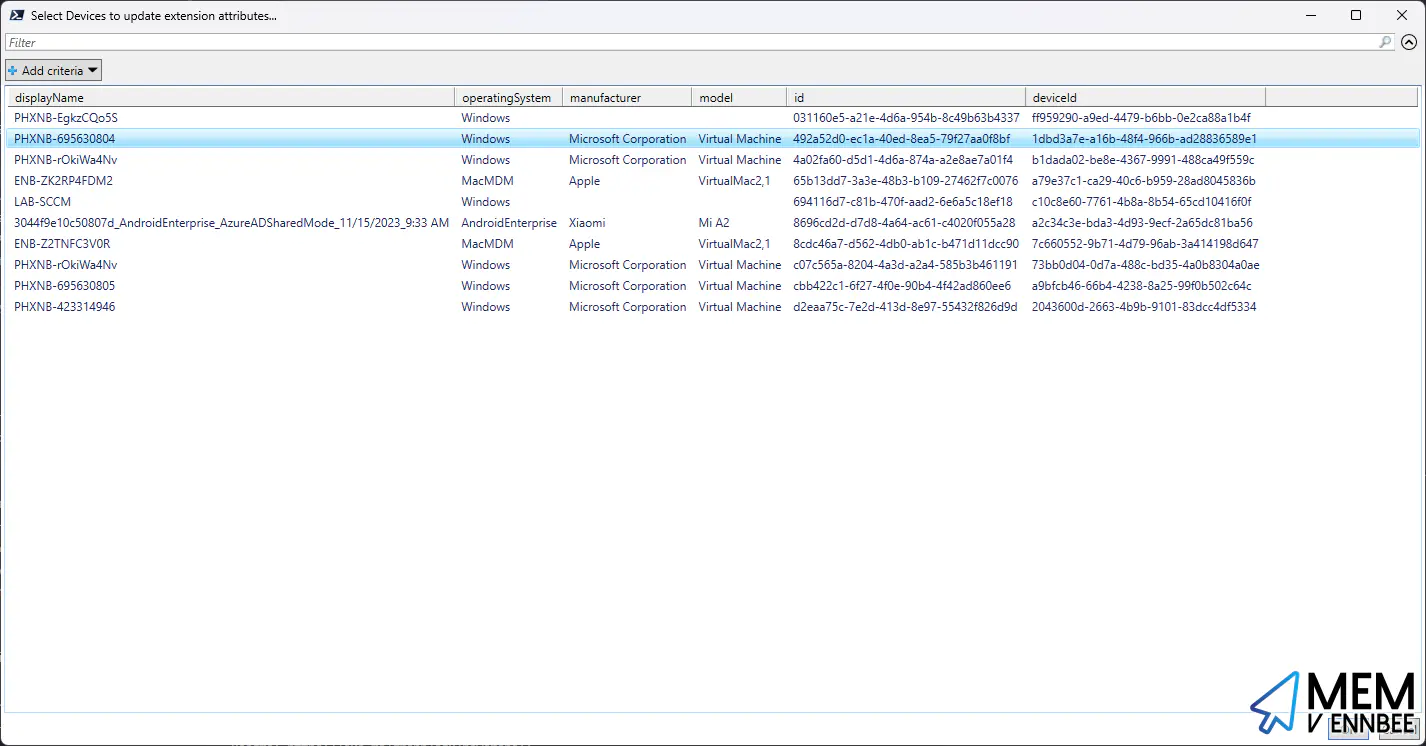 Select Devices to update extension attributes...
Filter
Add criteria
displayName operatingSystem manufacturer model id deviceId
PHXNB-EgkzCQo5S Windows 031160e5-a21e-4d6a-954b-8c49b63b4337 ff959290-a9ed-4479-b6bb-0e2ca88a1b4f
PHXNB-695630804 Windows Microsoft Corporation Virtual Machine 492a52d0-ec1a-40ed-8ea5-79f27aa0f8bf 1dbd3a7e-a16b-48f4-966b-ad28836589e1
PHXNB-rOkiWa4Nv Windows Microsoft Corporation Virtual Machine 4a02fa60-d5d1-4d6a-874a-a2e8ae7a01f4 b1dada02-be8e-4367-9991-488ca49f559c
ENB-ZK2RP4FDM2 MacMDM Apple VirtualMac2,1 65b13dd7-3a3e-48b3-b109-27462f7c0076 a79e37c1-ca29-40c6-b959-28ad8045836b
LAB-SCCM Windows 694116d7-c81b-470f-aad2-6e6a5c18ef18 c10c8e60-7761-4b8a-8b54-65cd10416f0f
3044f9e10c50807d_AndroidEnterprise_AzureADSharedMode_11/15/2023_9:33 AM AndroidEnterprise Xiaomi Mi A2 8696cd2d-d7d8-4a64-ac61-c4020f055a28 a2c34c3e-bda3-4d93-9ecf-2a65dc81ba56
ENB-Z2TNFC3V0R MacMDM Apple VirtualMac2,1 8cdc46a7-d562-4db0-ab1c-b471d11dcc90 7c660552-9b71-4d79-96ab-3a414198d647
PHXNB-rOkiWa4Nv Windows Microsoft Corporation Virtual Machine c07c565a-8204-4a3d-a2a4-585b3b461191 73bb0d04-0d7a-488c-bd35-4a0b8304a0ae
PHXNB-695630805 Windows Microsoft Corporation Virtual Machine cbb422c1-6f27-4f0e-90b4-4f42ad860ee6 a9bfcb46-66b4-4238-8a25-99f0b502c64c
PHXNB-423314946 Windows Microsoft Corporation Virtual Machine d2eaa75c-7e2d-413d-8e97-55432f826d9d 2043600d-2663-4b9b-9101-83dcc4df5334
MEM
V ENNBEE